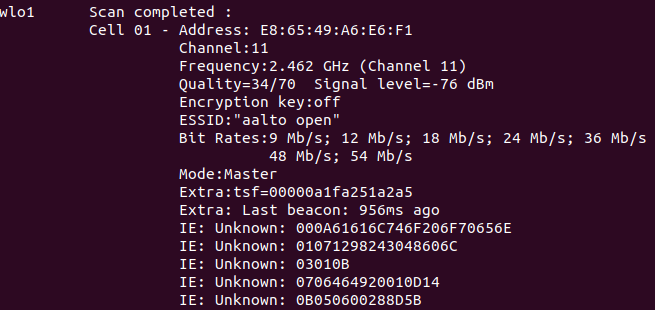 wlo1 Scan completed :
Cell 01 - Address: E8:65:49:A6:E6:F1
Channel:11
Frequency:2.462 GHz (Channel 11)
Quality=34/70 Signal level=-76 dBm
Encryption key:off
ESSID:"aalto open"
Bit Rates:9 Mb/s; 12 Mb/s; 18 Mb/s; 24 Mb/s; 36 Mb/s
48 Mb/s; 54 Mb/s
Mode:Master
Extra:tsf=00000a1fa251a2a5
Extra: Last beacon: 956ms ago
IE: Unknown: 000A61616C746F206F70656E
IE: Unknown: 01071298243048606C
IE: Unknown: 03010B
IE: Unknown: 0706464920010D14
IE: Unknown: 0B050600288D5B